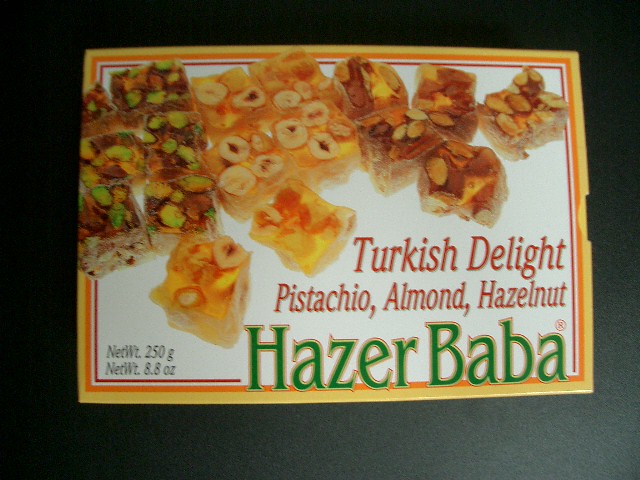 Turkish Delight
Pistachio, Almond, Hazelnut
Hazer Baba®
NetWt. 250 g
NetWt. 8.8 oz